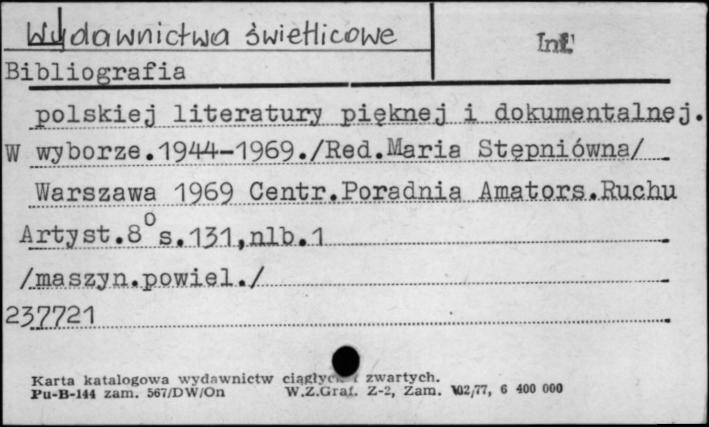 Wydawnictwa świetlicowe
Inf.
Bibliografia
polskiej literatury pięknej i dokumentalnej.
W wyborze.1944-1969./Red.Maria Stępniówna/
Warszawa 1969 Centr.Poradnia Amators.Ruchu
Artyst.8° s.131,nlb.1
/maszyn.powiel./
237721
Karta katalogowa wydawnictw ciągłych i zwartych.
Pu-B-144 zam. 567/DW/On W.Z.Graf. Z-2, Zam. 102/77, 6 400 000